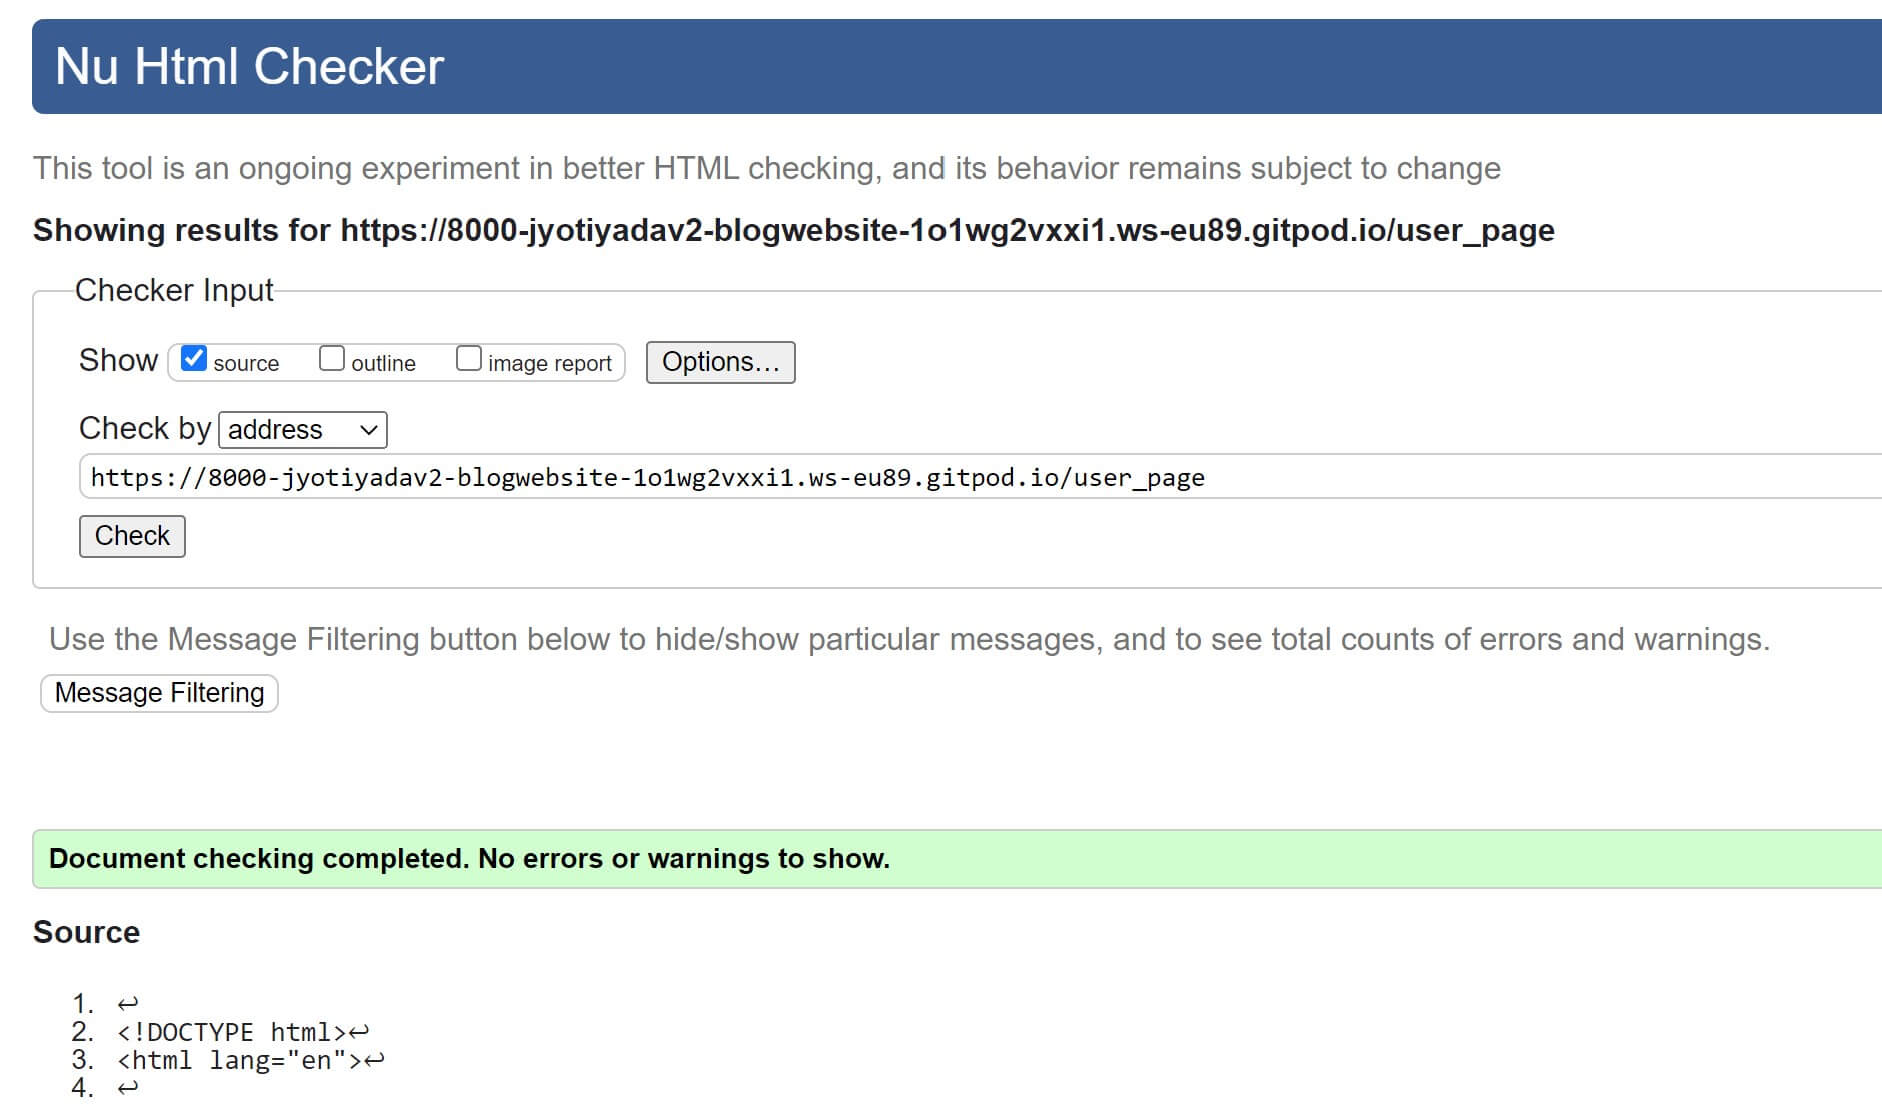 Nu Html Checker
This tool is an ongoing experiment in better HTML checking, and its behavior remains subject to change
Showing results for https://8000-jyotiyadav2-blogwebsite-1o1wg2vxxi1.ws-eu89.gitpod.io/user_page
Checker Input
Show source outline image report Options...
Check by address
https://8000-jyotiyadav2-blogwebsite-1o1wg2vxxi1.ws-eu89.gitpod.io/user_page
Check
Use the Message Filtering button below to hide/show particular messages, and to see total counts of errors and warnings.
Message Filtering
Document checking completed. No errors or warnings to show.
Source
1. ↩
2. <!DOCTYPE html>↩
3. <html lang="en">↩
4. ↩